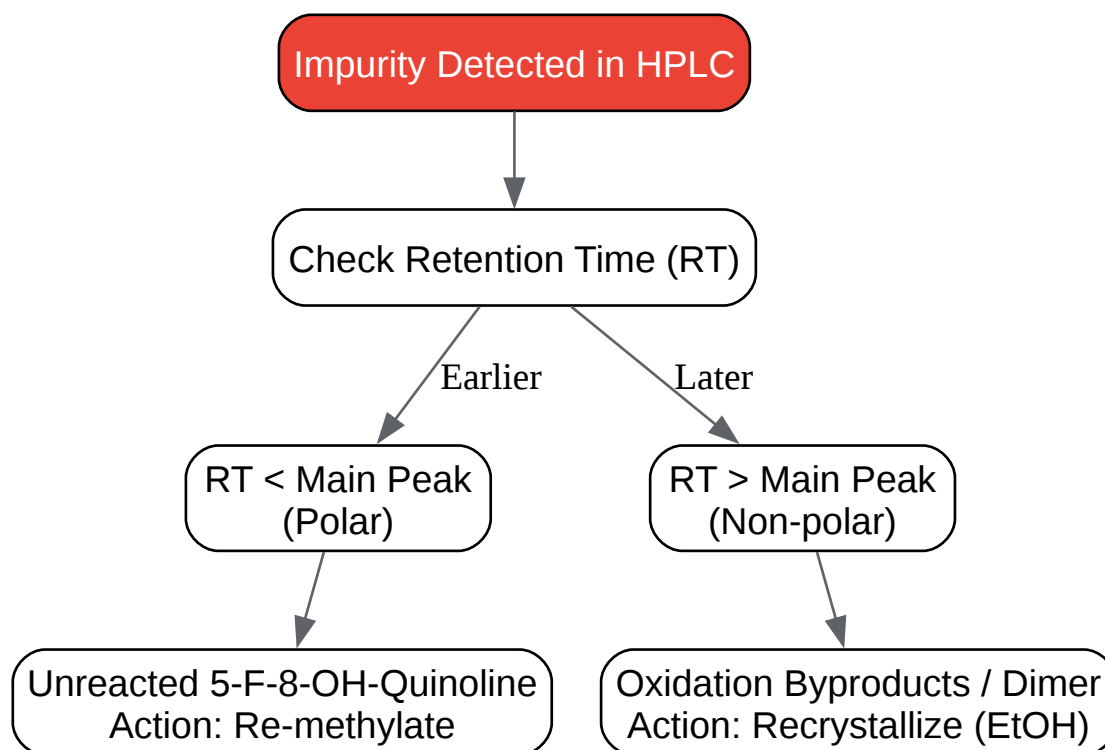 Impurity Detected in HPLC
Check Retention Time (RT)
Earlier
Later
RT < Main Peak
(Polar)
RT > Main Peak
(Non-polar)
Unreacted 5-F-8-OH-Quinoline
Action: Re-methylate
Oxidation Byproducts / Dimer
Action: Recrystallize (EtOH)